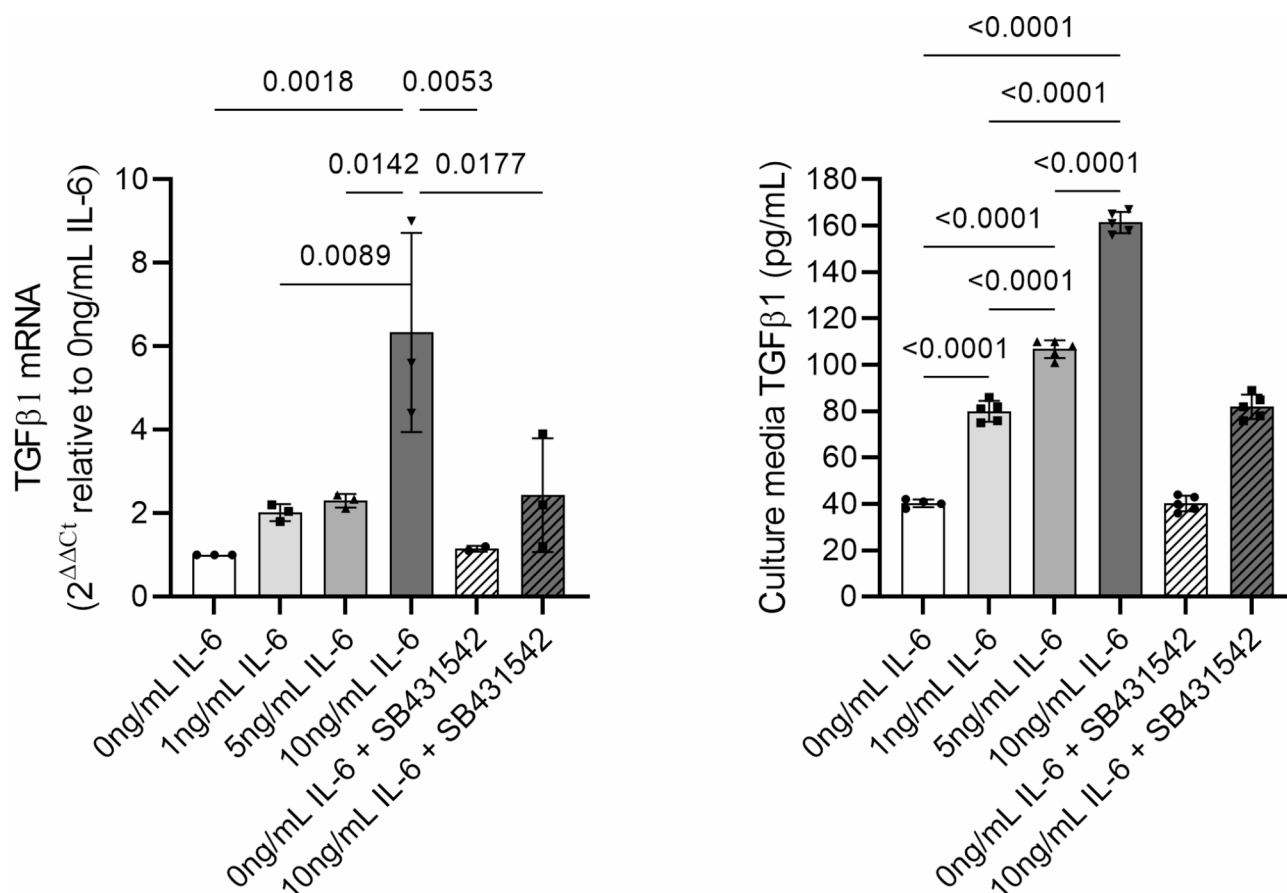 0.0018 0.0053
0.0142 0.0177
0.0089
TGFβ1 mRNA
(2^ΔΔCt relative to 0ng/mL IL-6)
10
8
6
4
2
0
0ng/mL IL-6
1ng/mL IL-6
5ng/mL IL-6
10ng/mL IL-6
0ng/mL IL-6 + SB431542
10ng/mL IL-6 + SB431542
<0.0001
<0.0001
<0.0001
<0.0001
<0.0001
<0.0001
Culture media TGFβ1 (pg/mL)
180
160
140
120
100
80
60
40
20
0
0ng/mL IL-6
1ng/mL IL-6
5ng/mL IL-6
10ng/mL IL-6
0ng/mL IL-6 + SB431542
10ng/mL IL-6 + SB431542